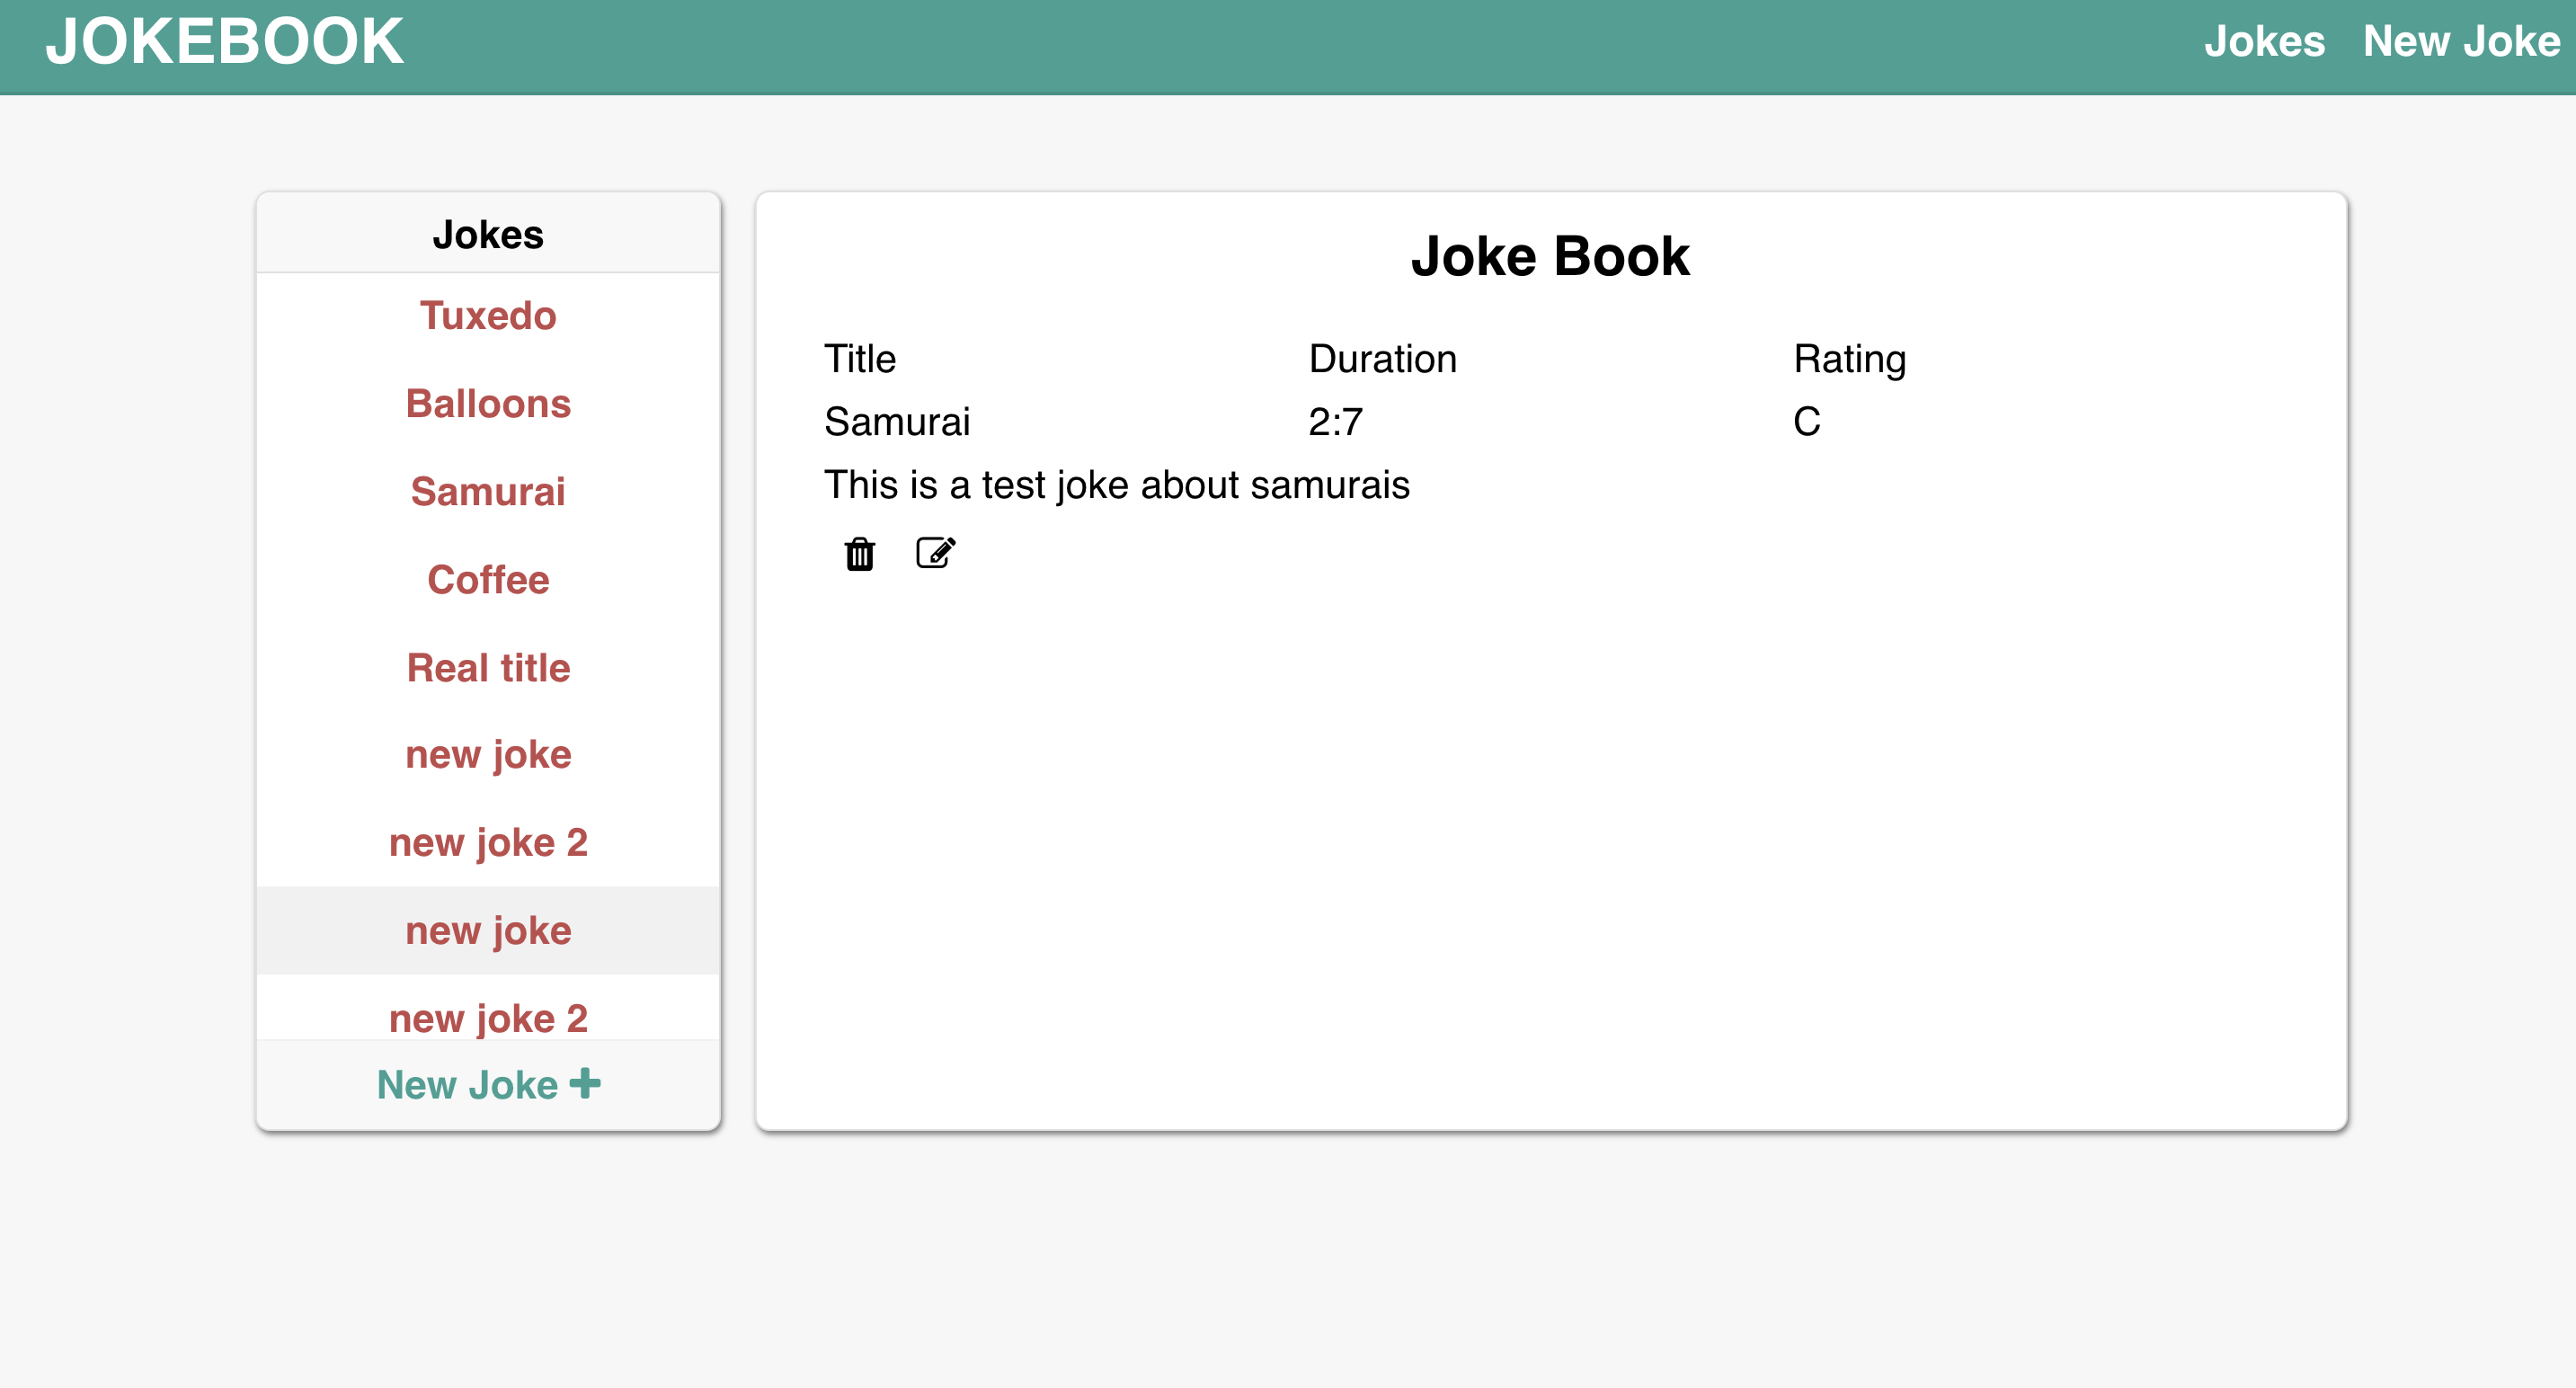 JOKEBOOK
Jokes New Joke
Jokes
Tuxedo
Balloons
Samurai
Coffee
Real title
new joke
new joke 2
new joke
new joke 2
New Joke
Joke Book
Title Duration Rating
Samurai 2:7 C
This is a test joke about samurais